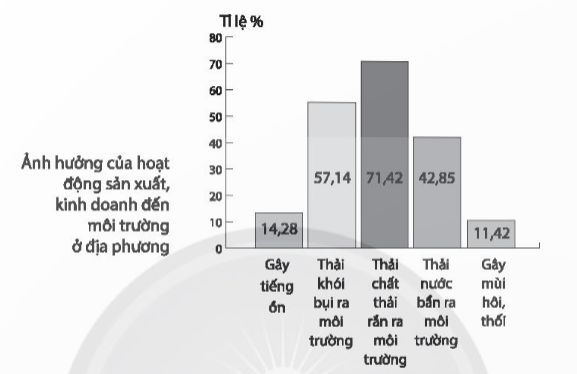 Tỉ lệ %
80
70
60
50
40
30
20
10
0
Ảnh hưởng của hoạt
động sản xuất,
kinh doanh đến
môi trường
ở địa phương
14,28
57,14
71,42
42,85
11,42
Gây
tiếng
ồn
Thải
khói
bụi ra
môi
trường
Thải
chất
thải
rắn ra
môi
trường
Thải
nước
bẩn ra
môi
trường
Gây
mùi
hôi,
thối